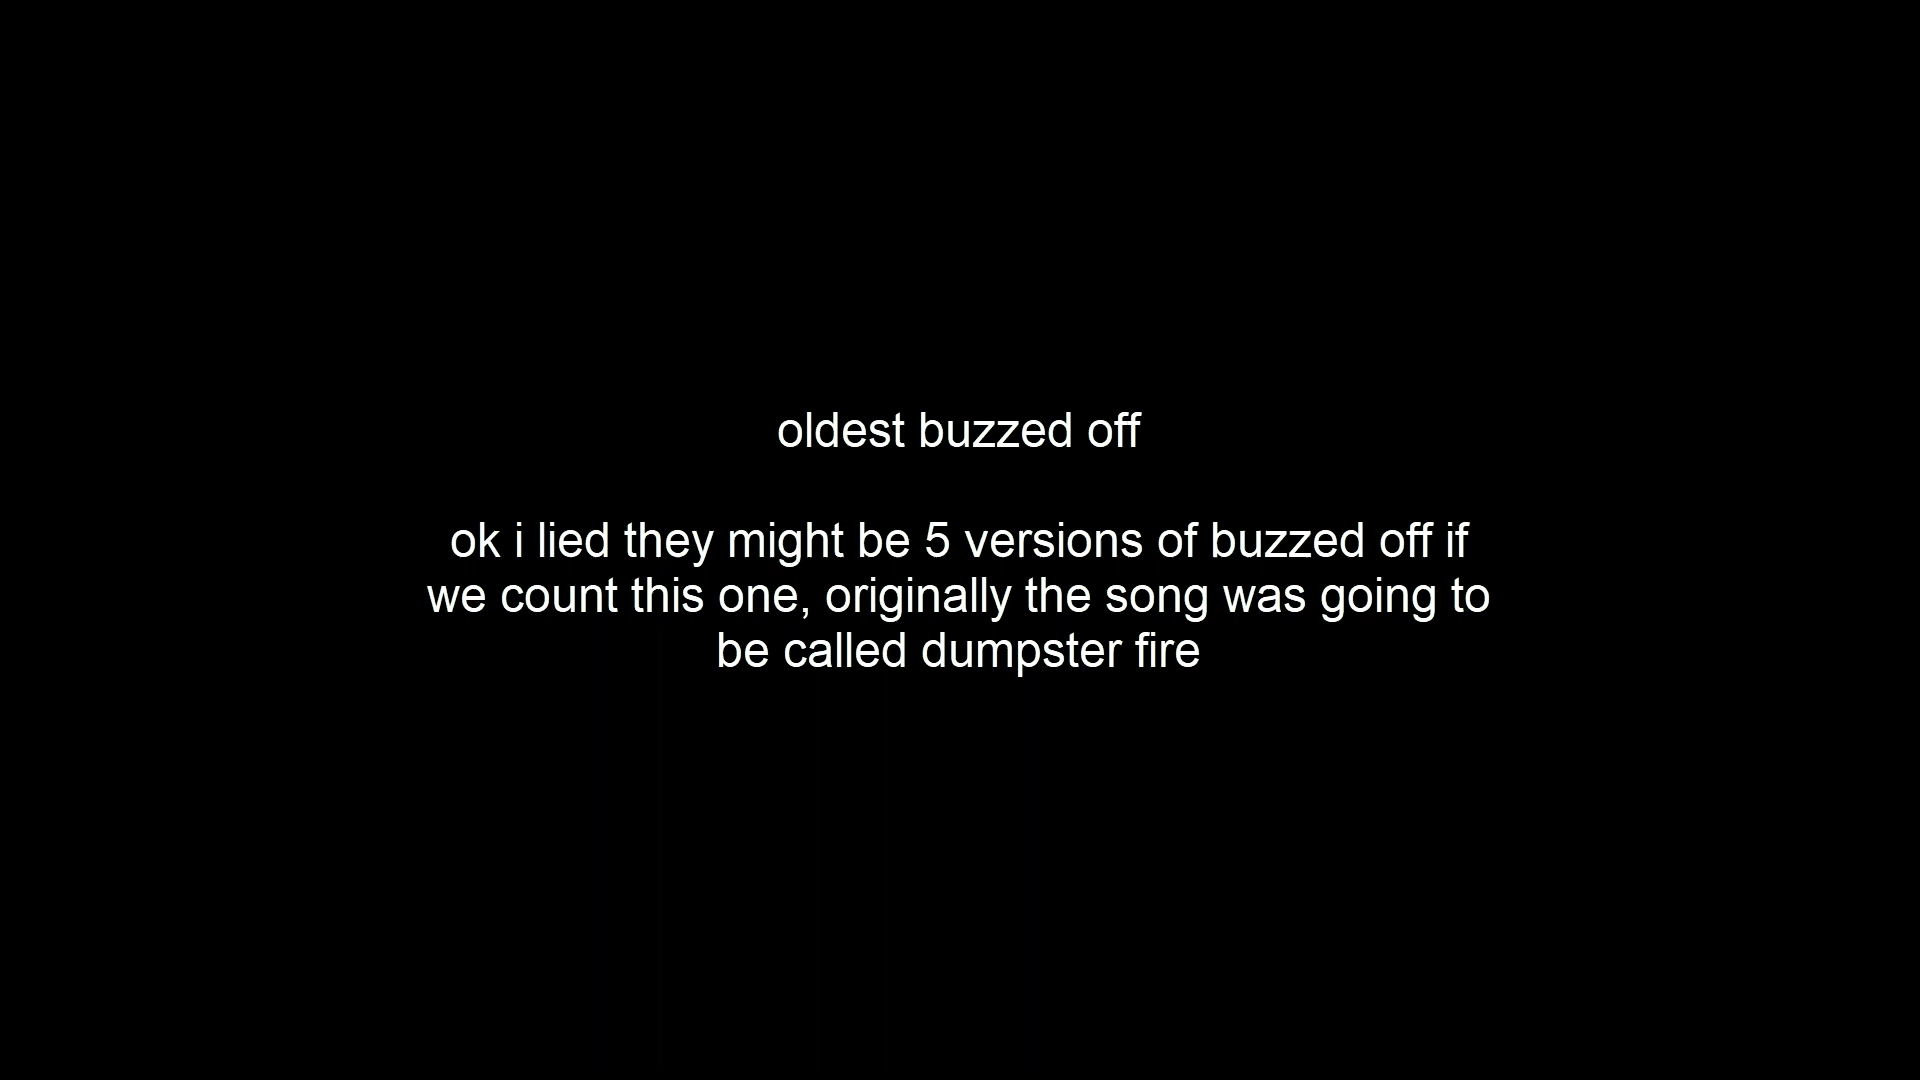 oldest buzzed off
ok i lied they might be 5 versions of buzzed off if
we count this one, originally the song was going to
be called dumpster fire